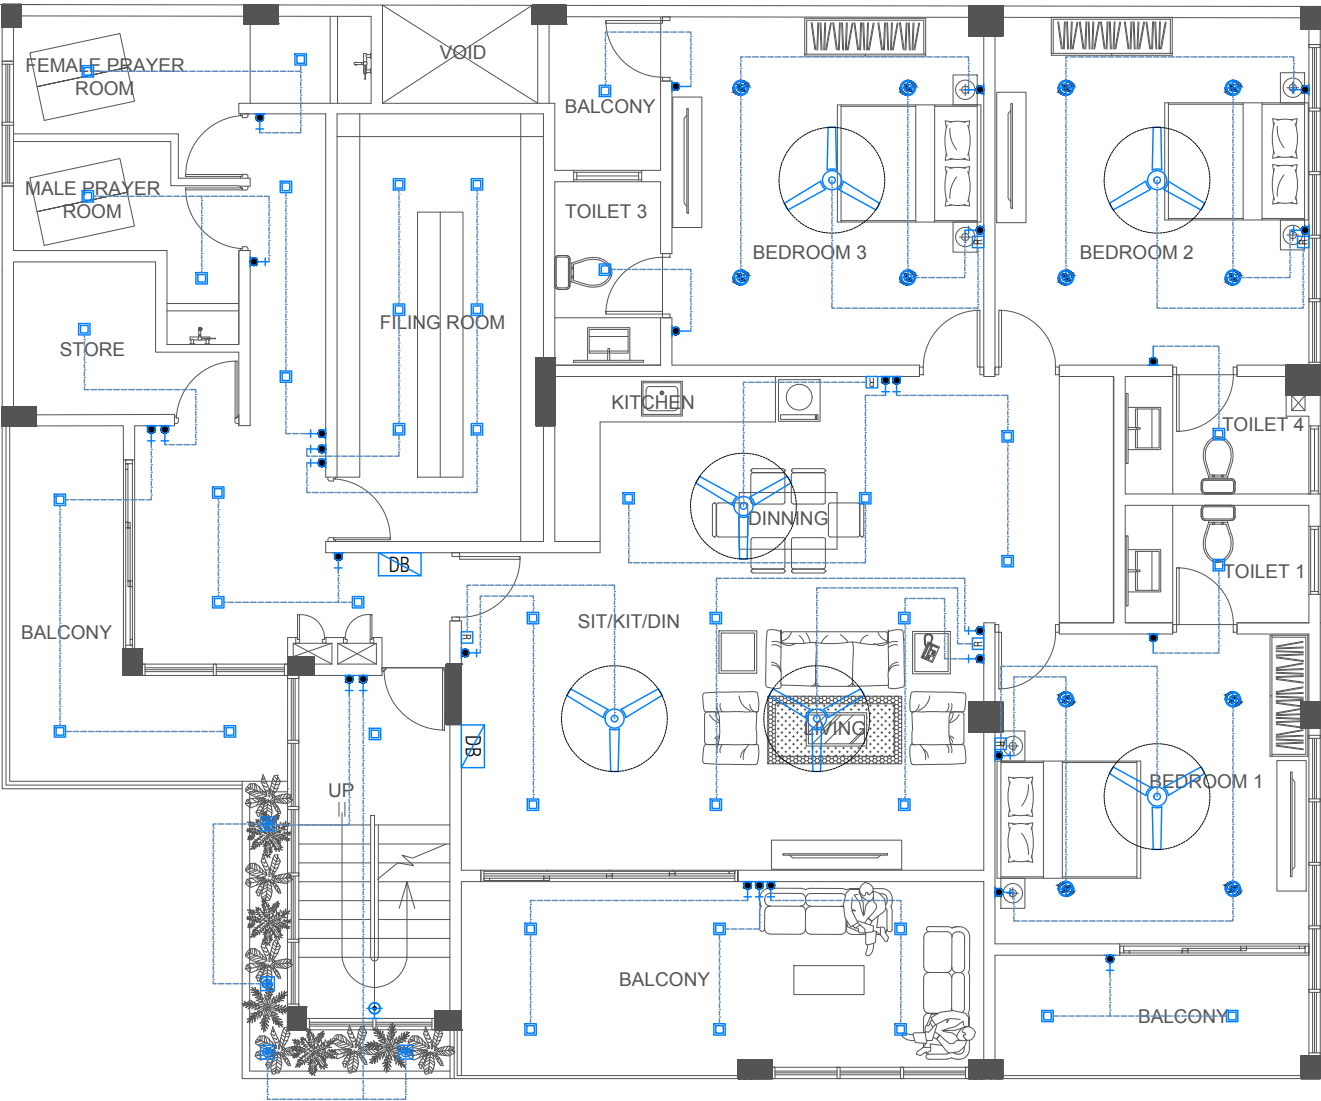 VOID
FEMALE PRAYER
ROOM
BALCONY
MALE PRAYER
ROOM
TOILET 3
BEDROOM 3
BEDROOM 2
FILING ROOM
STORE
KITCHEN
R
TOILET 4
DINNING
DB
TOILET 1
BALCONY
SIT/KIT/DIN
R
R
LIVING
DB
UP
BEDROOM 1
BALCONY
BALCONY